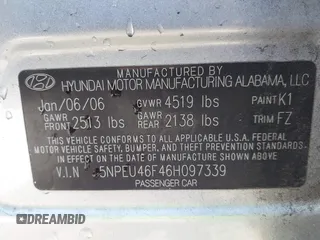 HYUNDAI MOTOR MANUFACTURING ALABAMA, LLC
Jan/06/06 GVWR 4519 lbs PAINT K1
GAWR FRONT 2513 lbs GAWR REAR 2138 lbs TRIM FZ
THIS VEHICLE CONFORMS TO ALL APPLICABLE U.S. FEDERAL
MOTOR VEHICLE SAFETY, BUMPER, AND THEFT PREVENTION
STANDARDS IN EFFECT ON THE DATE OF MANUFACTURE
SHOWN ABOVE.
V.I.N 5NPEU46F46H097339
PASSENGER CAR
DREAMBID